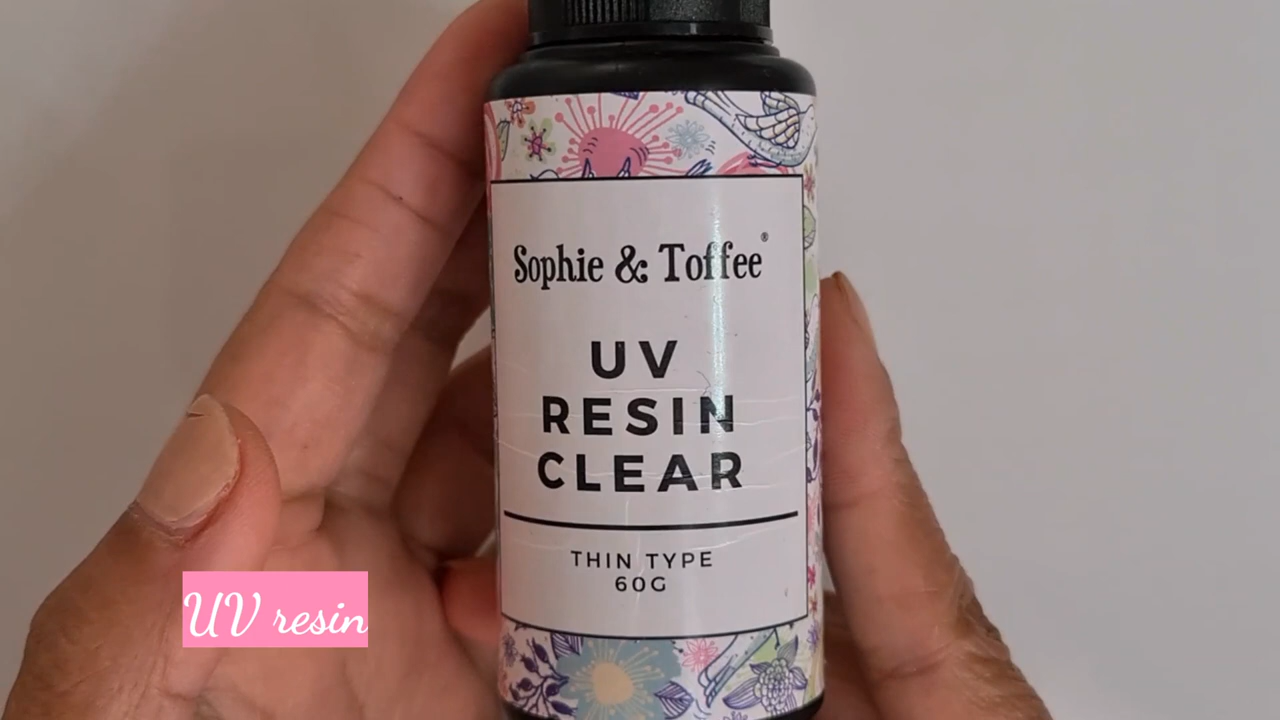 Sophie & Toffee®
UV
RESIN
CLEAR
THIN TYPE
60G
UV resin